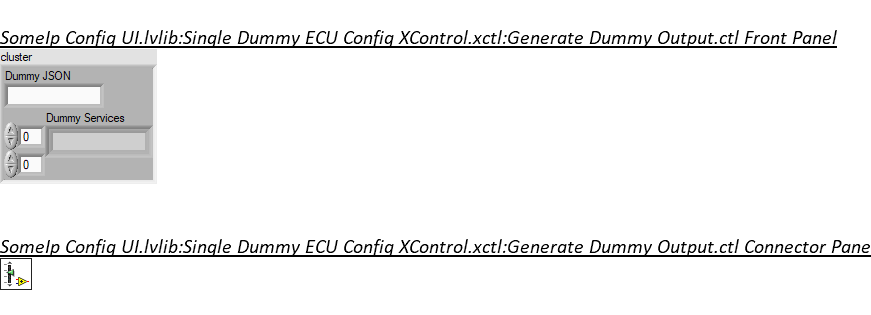 SomeIp Config UI.lvlib:Single Dummy ECU Config XControl.xctl:Generate Dummy Output.ctl Front Panel
cluster
Dummy JSON
Dummy Services
0
0
SomeIp Config UI.lvlib:Single Dummy ECU Config XControl.xctl:Generate Dummy Output.ctl Connector Pane